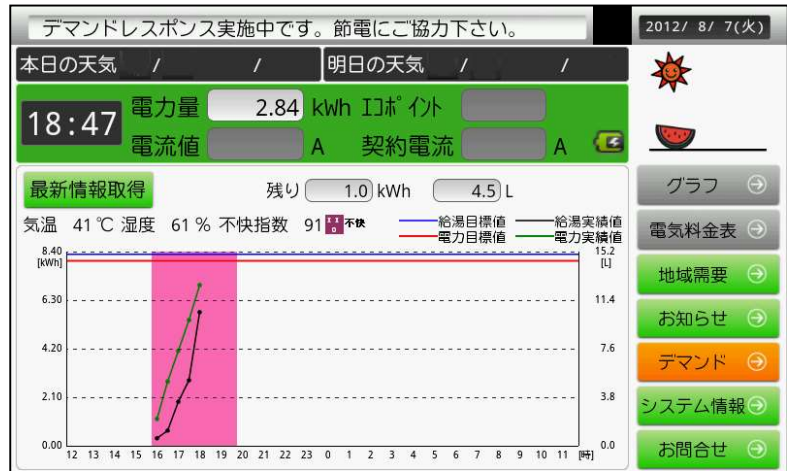 デマンドレスポンス実施中です。節電にご協力下さい。
2012/ 8/ 7(火)
本日の天気 / / 明日の天気 / /
18:47
電力量 2.84 kWh エコポイント
電流値 A 契約電流 A
最新情報取得 残り 1.0 kWh 4.5 L
気温 41℃ 湿度 61% 不快指数 91 不快
給湯目標値 給湯実績値
電力目標値 電力実績値
8.40 15.2
[kWh] [L]
6.30 11.4
4.20 7.6
2.10 3.8
0.00 0.0
12 13 14 15 16 17 18 19 20 21 22 23 0 1 2 3 4 5 6 7 8 9 10 11 [時]
グラフ
電気料金表
地域需要
お知らせ
デマンド
システム情報
お問合せ